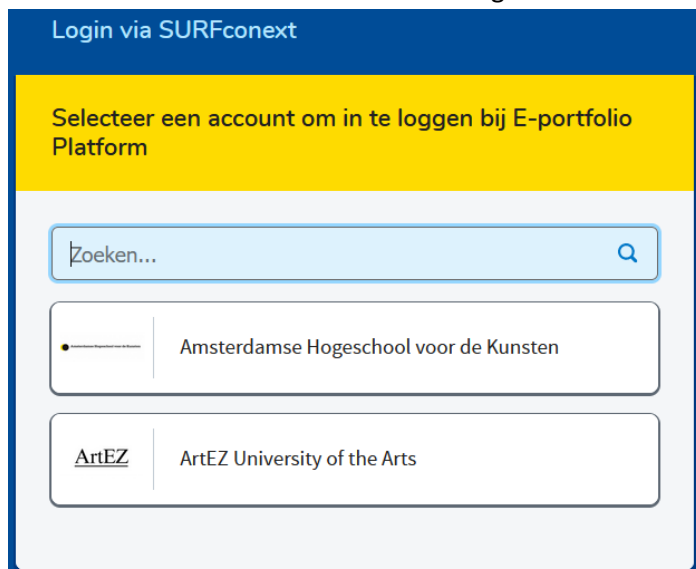 Login via SURFconext
Selecteer een account om in te loggen bij E-portfolio
Platform
Zoeken...
Amsterdamse Hogeschool voor de Kunsten
ArtEZ
ArtEZ University of the Arts